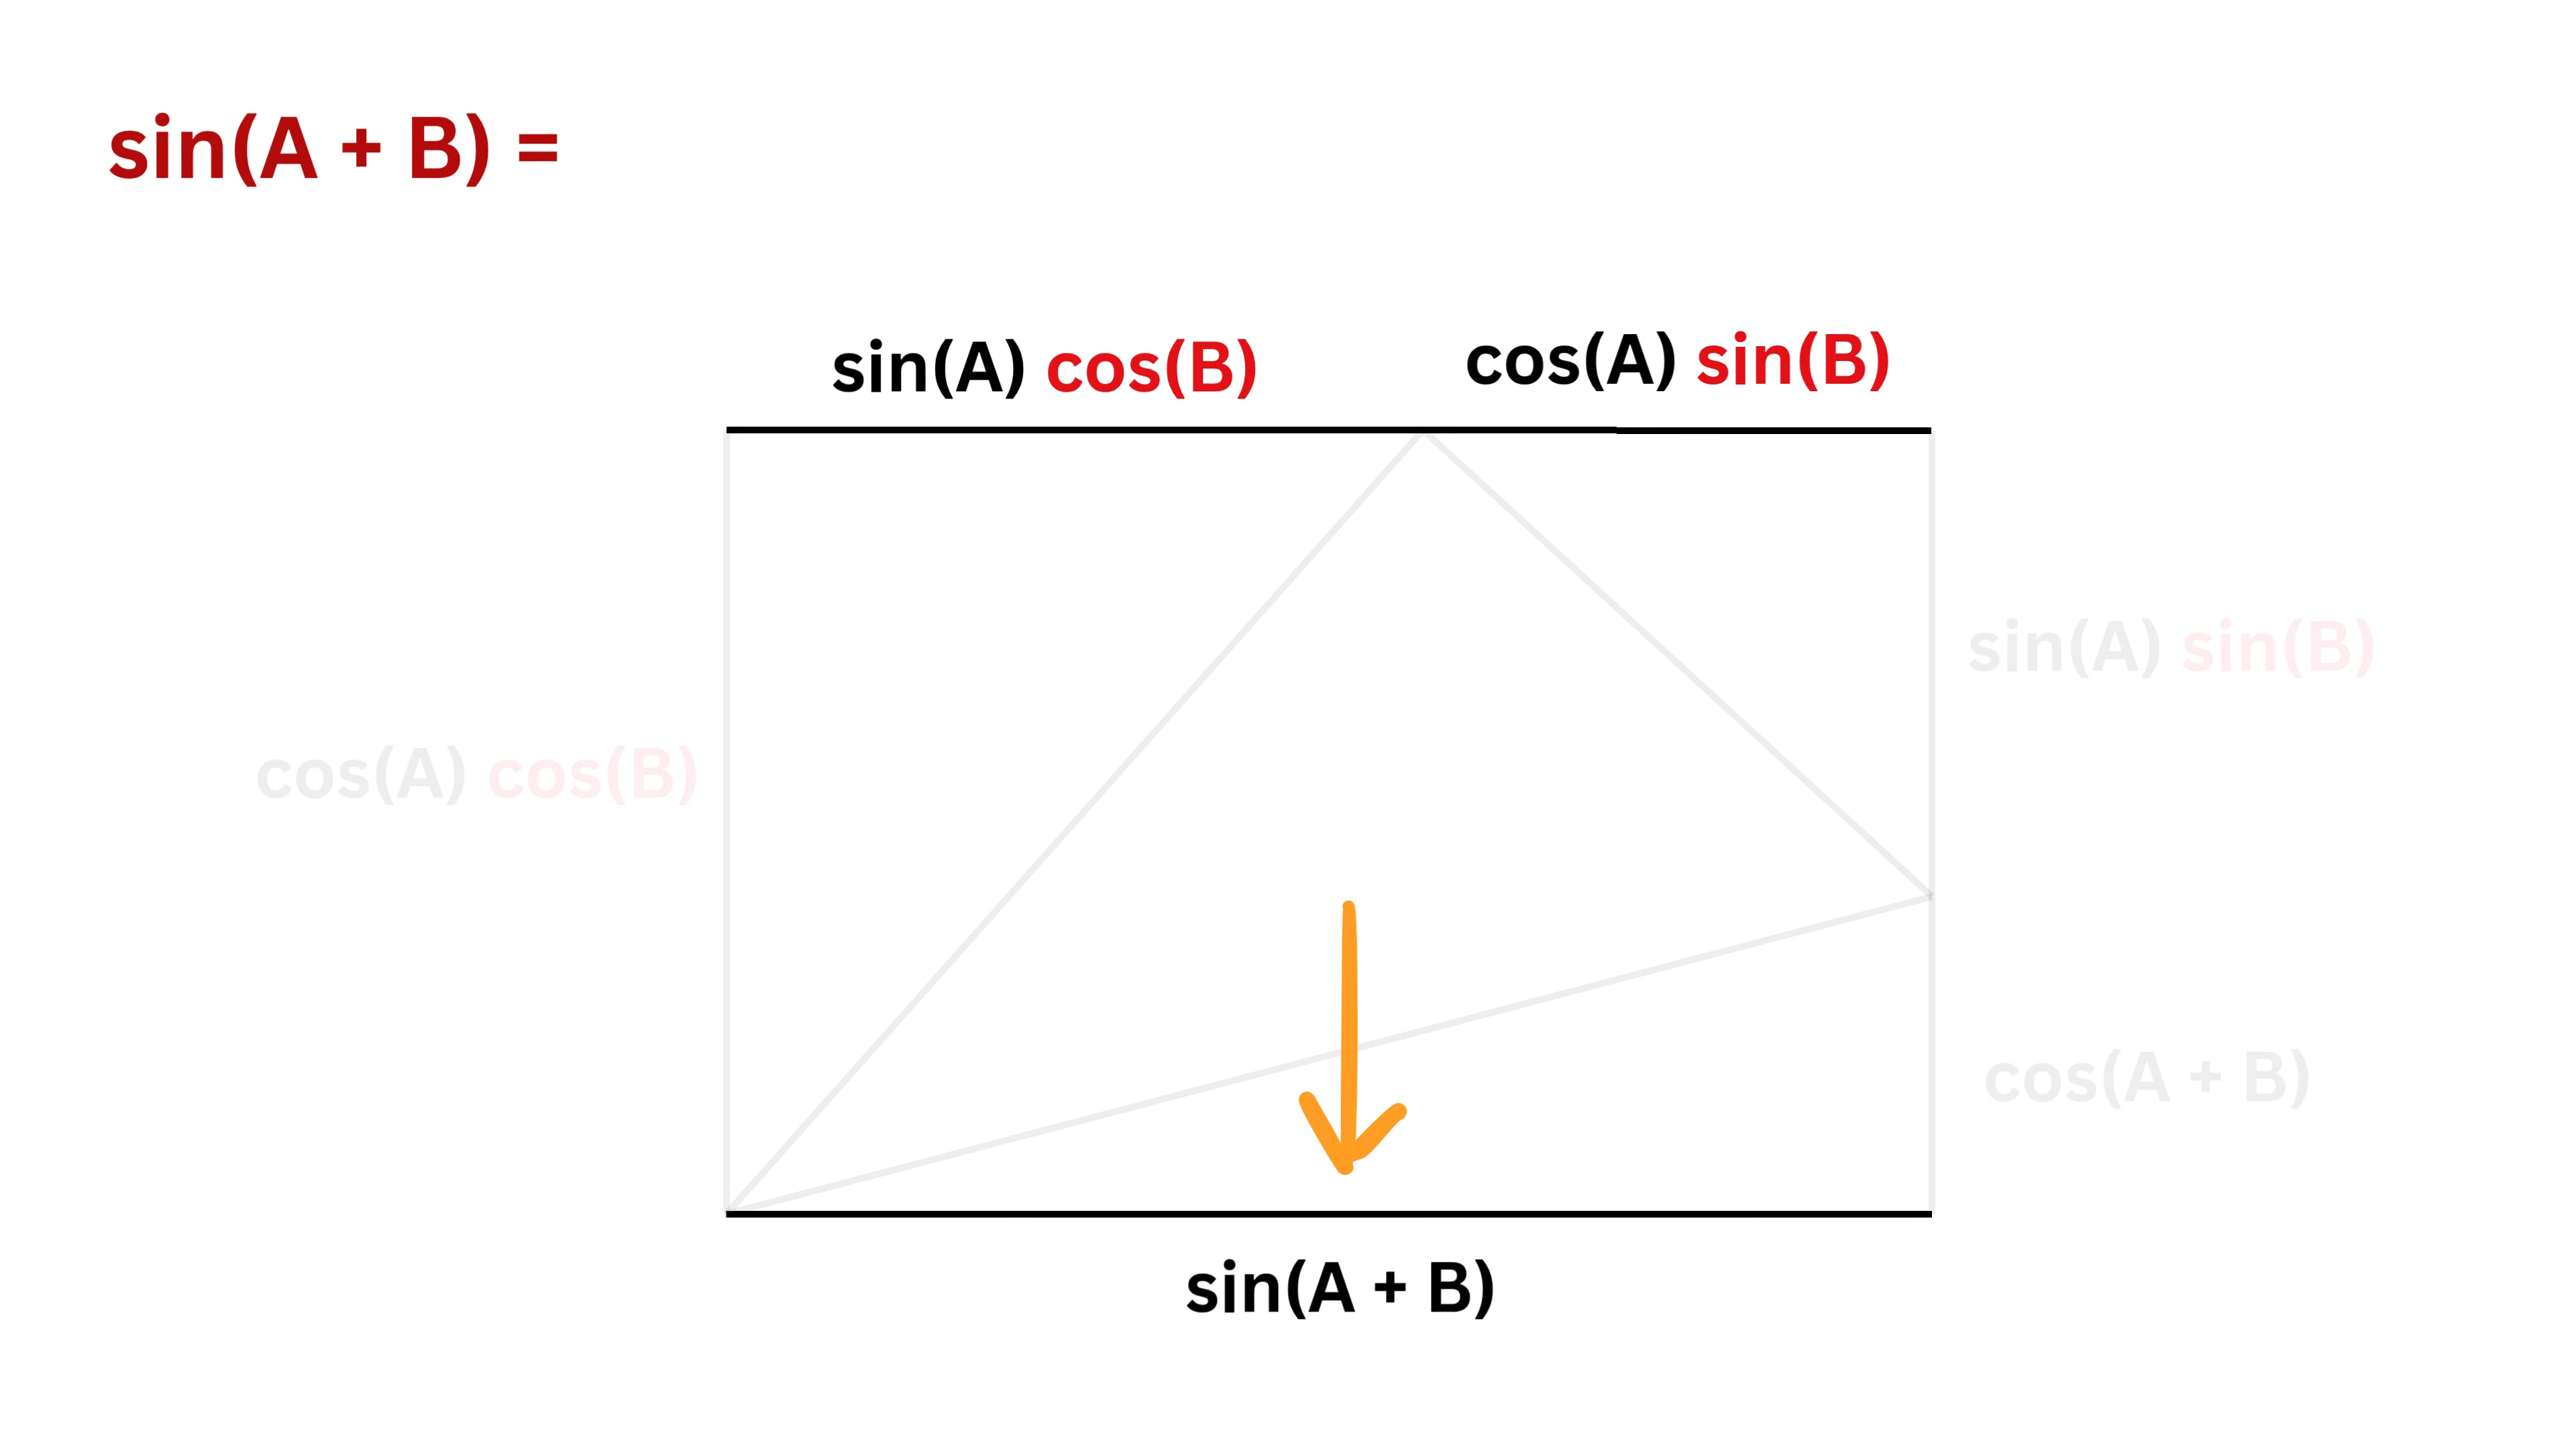 sin(A + B) =
sin(A) cos(B)
cos(A) sin(B)
sin(A) sin(B)
cos(A) cos(B)
cos(A + B)
sin(A + B)